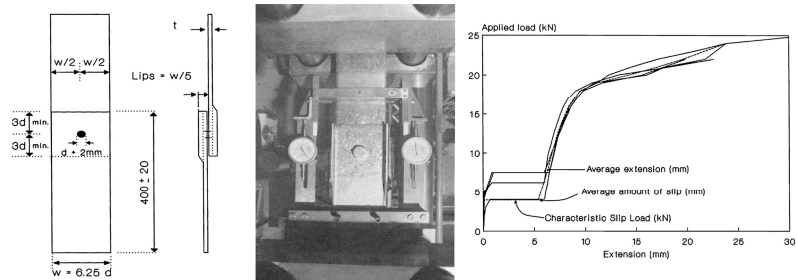 t
w/2 w/2
Lips = w/5
3d min.
3d min.
d + 2mm
400 ± 20
w = 6.25 d
Applied load (kN)
25
20
15
10
5
0
Average extension (mm)
Average amount of slip (mm)
Characteristic Slip Load (kN)
0 5 10 15 20 25 30
Extension (mm)